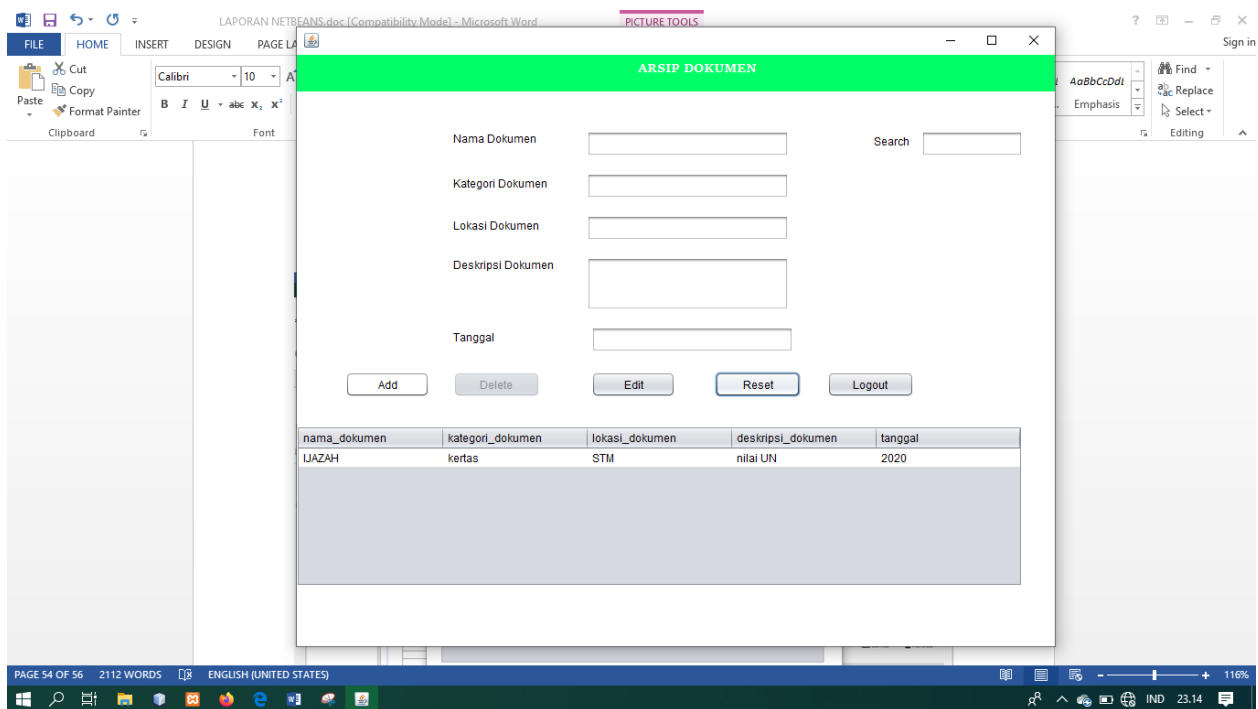 LAPORAN NETBEANS.doc [Compatibility Mode] - Microsoft Word
PICTURE TOOLS
FILE HOME INSERT DESIGN
Sign in
Cut
Copy
Format Painter
Paste
Clipboard
Calibri 10
B I U abc X₂ X²
Font
AaBbCcDdl
Emphasis
Find
Replace
Select
Editing
ARSIP DOKUMEN
Nama Dokumen
Search
Kategori Dokumen
Lokasi Dokumen
Deskripsi Dokumen
Tanggal
Add Delete Edit Reset Logout
nama_dokumen kategori_dokumen lokasi_dokumen deskripsi_dokumen tanggal
IJAZAH kertas STM nilai UN 2020
PAGE 54 OF 56 2112 WORDS ENGLISH (UNITED STATES) 116%
IND 23.14